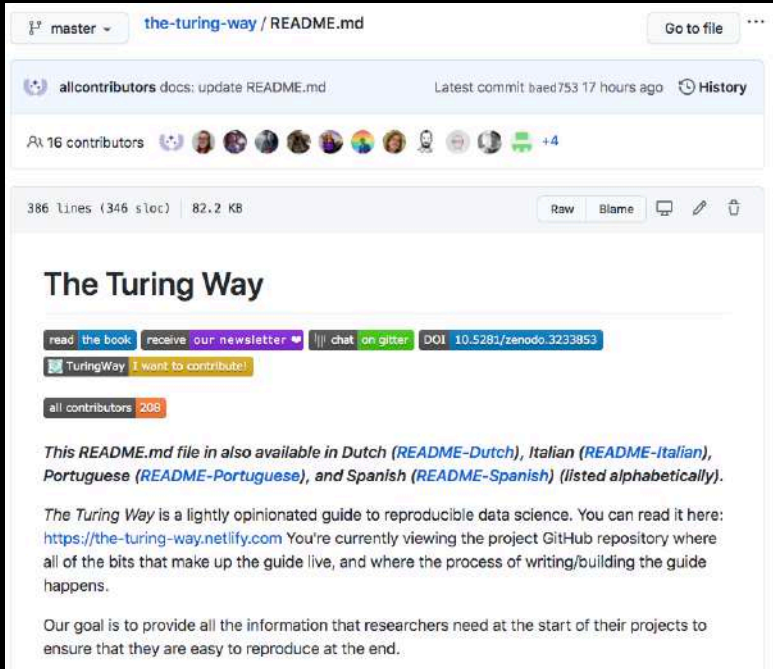 master the-turing-way / README.md Go to file ...
allcontributors docs: update README.md Latest commit baed753 17 hours ago History
16 contributors +4
386 lines (346 sloc) 82.2 KB Raw Blame
The Turing Way
read the book receive our newsletter ❤ chat on gitter DOI 10.5281/zenodo.3233853
TuringWay I want to contribute!
all contributors 208
This README.md file in also available in Dutch (README-Dutch), Italian (README-Italian),
Portuguese (README-Portuguese), and Spanish (README-Spanish) (listed alphabetically).
The Turing Way is a lightly opinionated guide to reproducible data science. You can read it here:
https://the-turing-way.netlify.com You're currently viewing the project GitHub repository where
all of the bits that make up the guide live, and where the process of writing/building the guide
happens.
Our goal is to provide all the information that researchers need at the start of their projects to
ensure that they are easy to reproduce at the end.